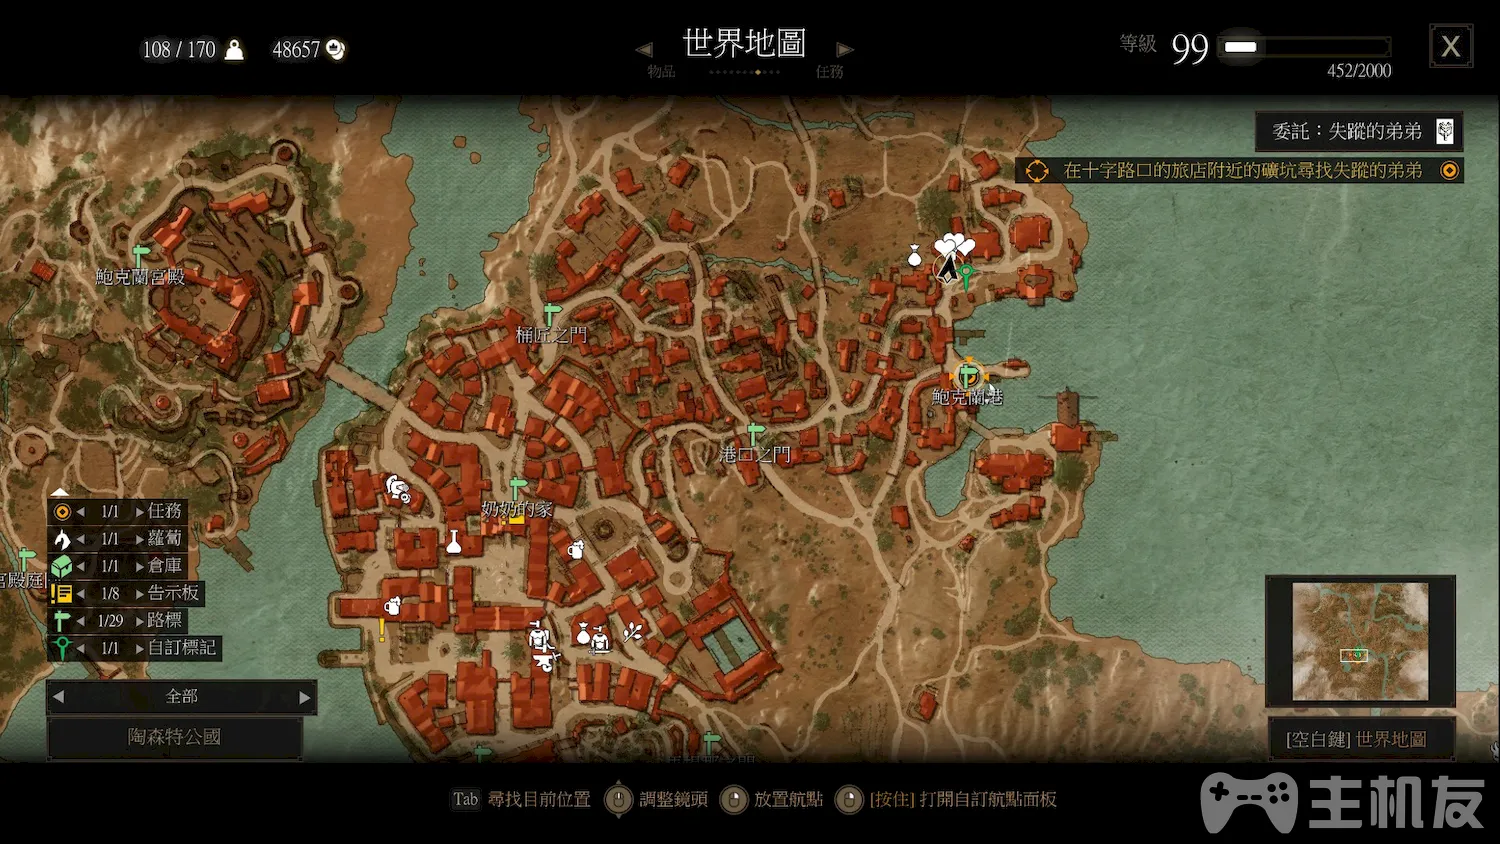 108 / 170
48657
世界地圖
物品
任務
等級 99
452/2000
X
委託：失蹤的弟弟
在十字路口的旅店附近的礦坑尋找失蹤的弟弟
鮑克蘭宮殿
桶匠之門
鮑克蘭港
港口之門
奶奶的家
宮殿庭
1/1 任務
1/1 蘿蔔
1/1 倉庫
1/8 告示板
1/29 路標
1/1 自訂標記
全部
陶森特公國
[空白鍵] 世界地圖
Tab 尋找目前位置 調整鏡頭 放置航點 [按住] 打開自訂航點面板
主机友